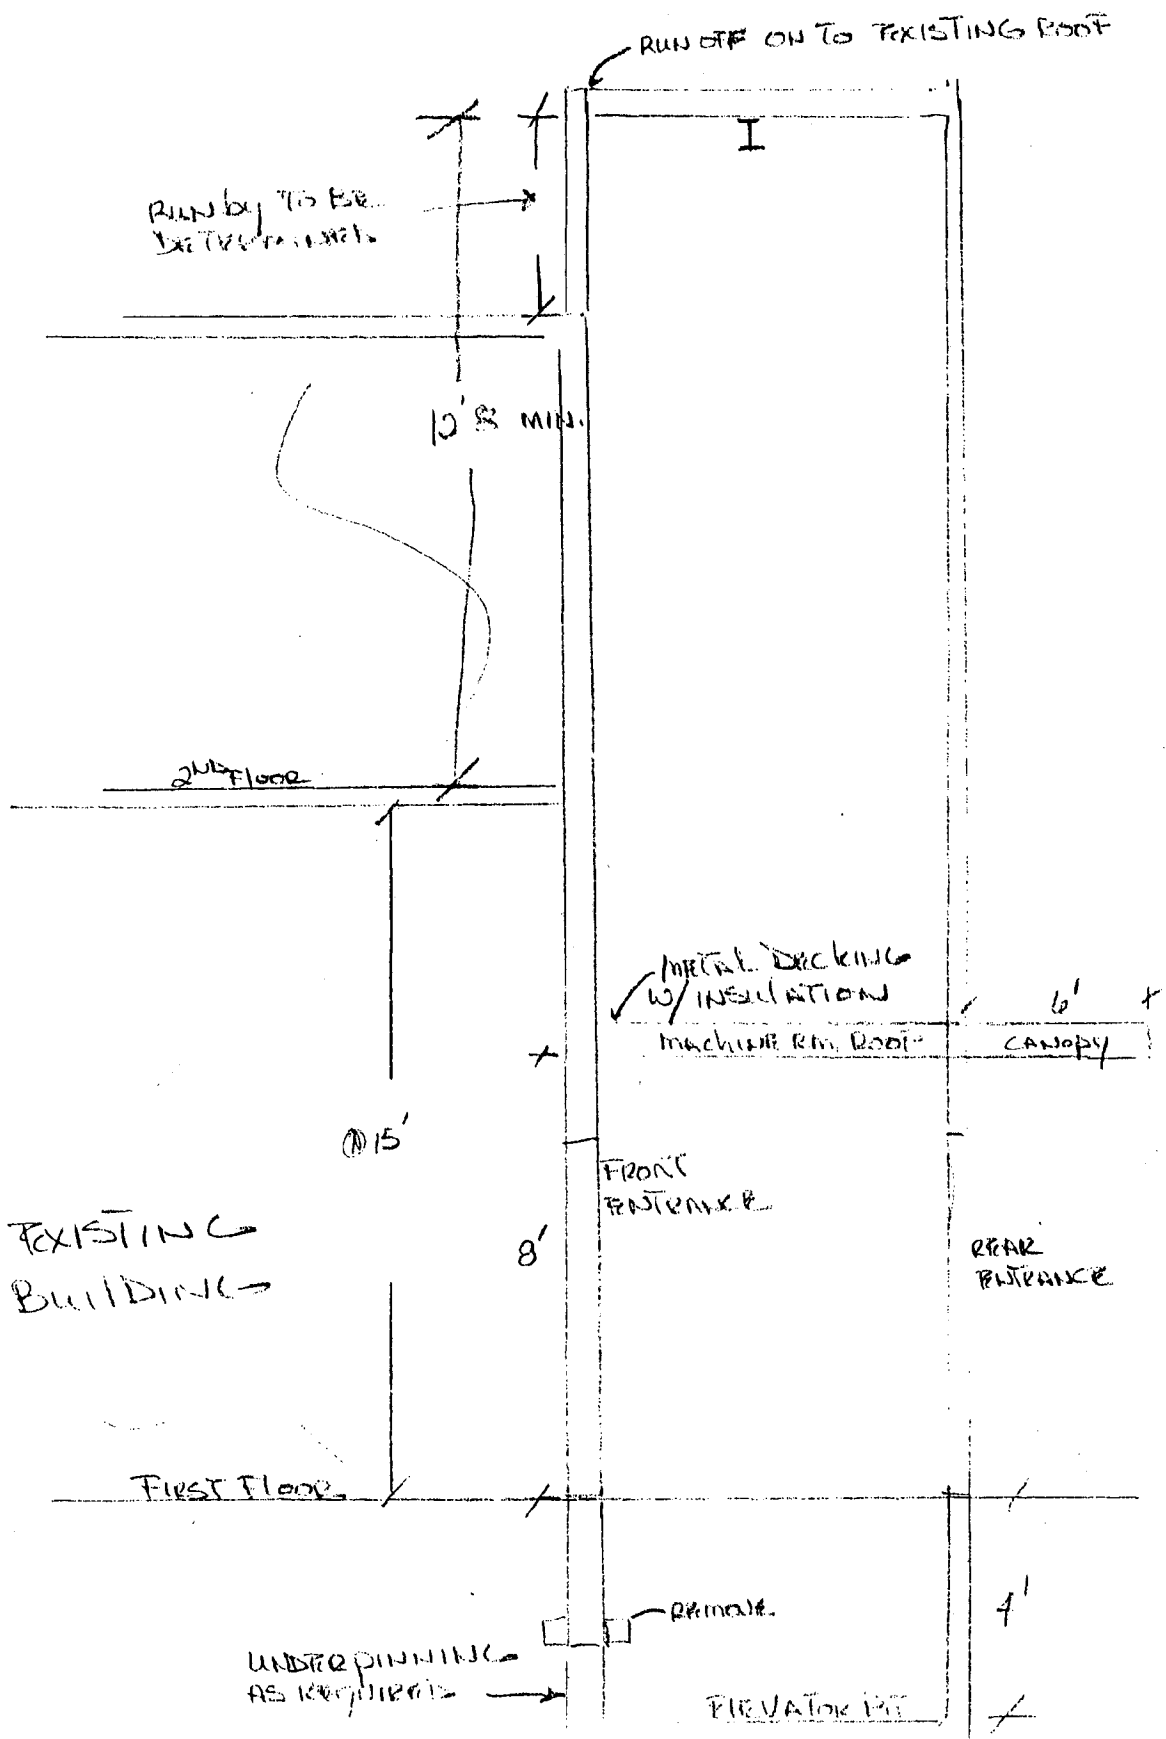 RUN OFF ON TO EXISTING ROOF
I
RUN by TO BE
DETERMINED
MIN.
2ND FLOOR
METAL DECKING
W/ INSULATION
6'
MACHINE RM. ROOF
CANOPY
15'
FRONT
ENTRANCE
EXISTING
BUILDING
8'
REAR
ENTRANCE
FIRST FLOOR
4'
REMOVE
UNDERPINNING
AS REQUIRED
ELEVATOR PIT